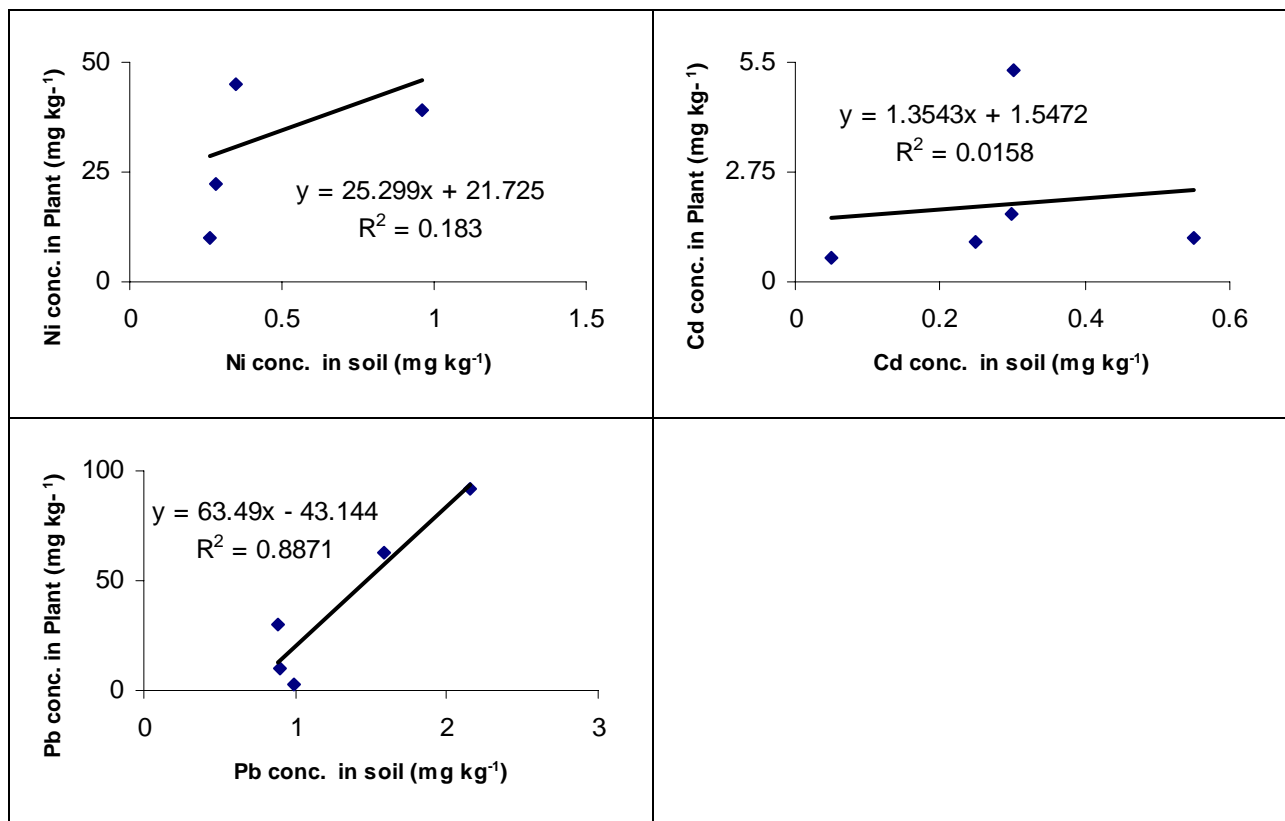 Ni conc. in Plant (mg kg-1)
50
25
0
y = 25.299x + 21.725
R2 = 0.183
0 0.5 1 1.5
Ni conc. in soil (mg kg-1)
Cd conc. in Plant (mg kg-1)
5.5
2.75
0
y = 1.3543x + 1.5472
R2 = 0.0158
0 0.2 0.4 0.6
Cd conc. in soil (mg kg-1)
Pb conc. in Plant (mg kg-1)
100
50
0
y = 63.49x - 43.144
R2 = 0.8871
0 1 2 3
Pb conc. in soil (mg kg-1)